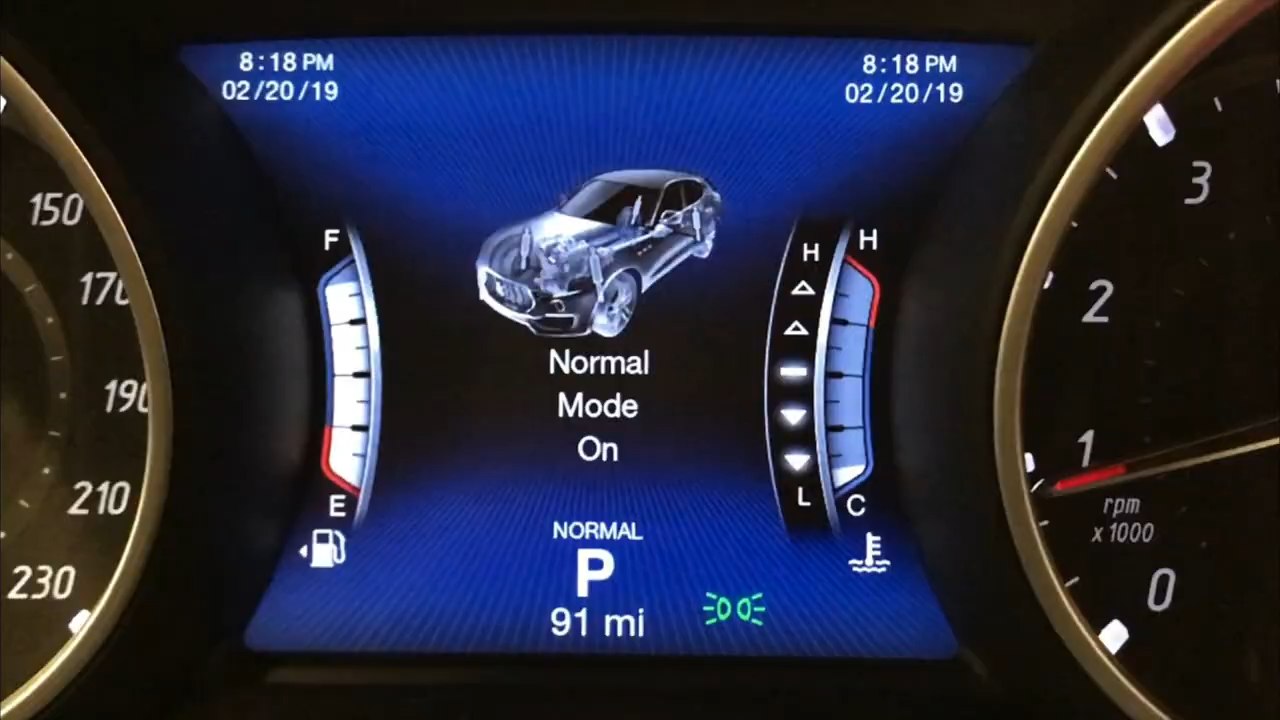 8:18 PM
02/20/19
8:18 PM
02/20/19
150
170
190
210
230
F
E
Normal
Mode
On
H
L
H
C
NORMAL
P
91 mi
3
2
1
rpm
x 1000
0